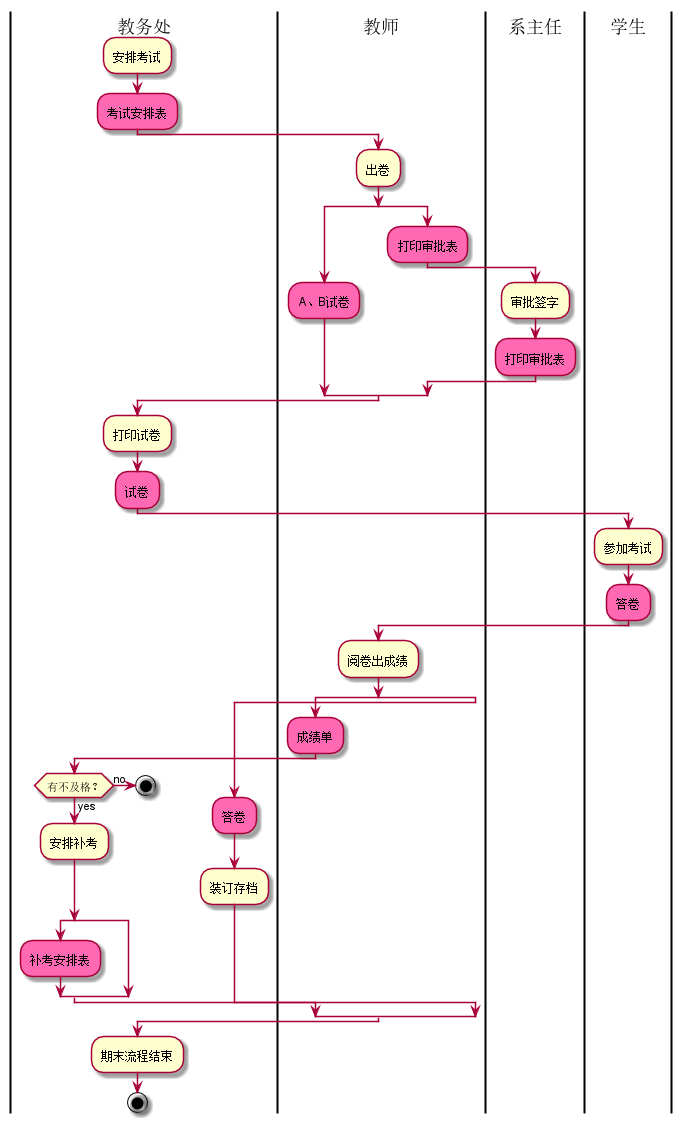 教务处 教师 系主任 学生
安排考试
考试安排表
出卷
打印审批表
A、B试卷
审批签字
打印审批表
打印试卷
试卷
参加考试
答卷
阅卷出成绩
成绩单
有不及格？
no
yes
答卷
安排补考
装订存档
补考安排表
期末流程结束